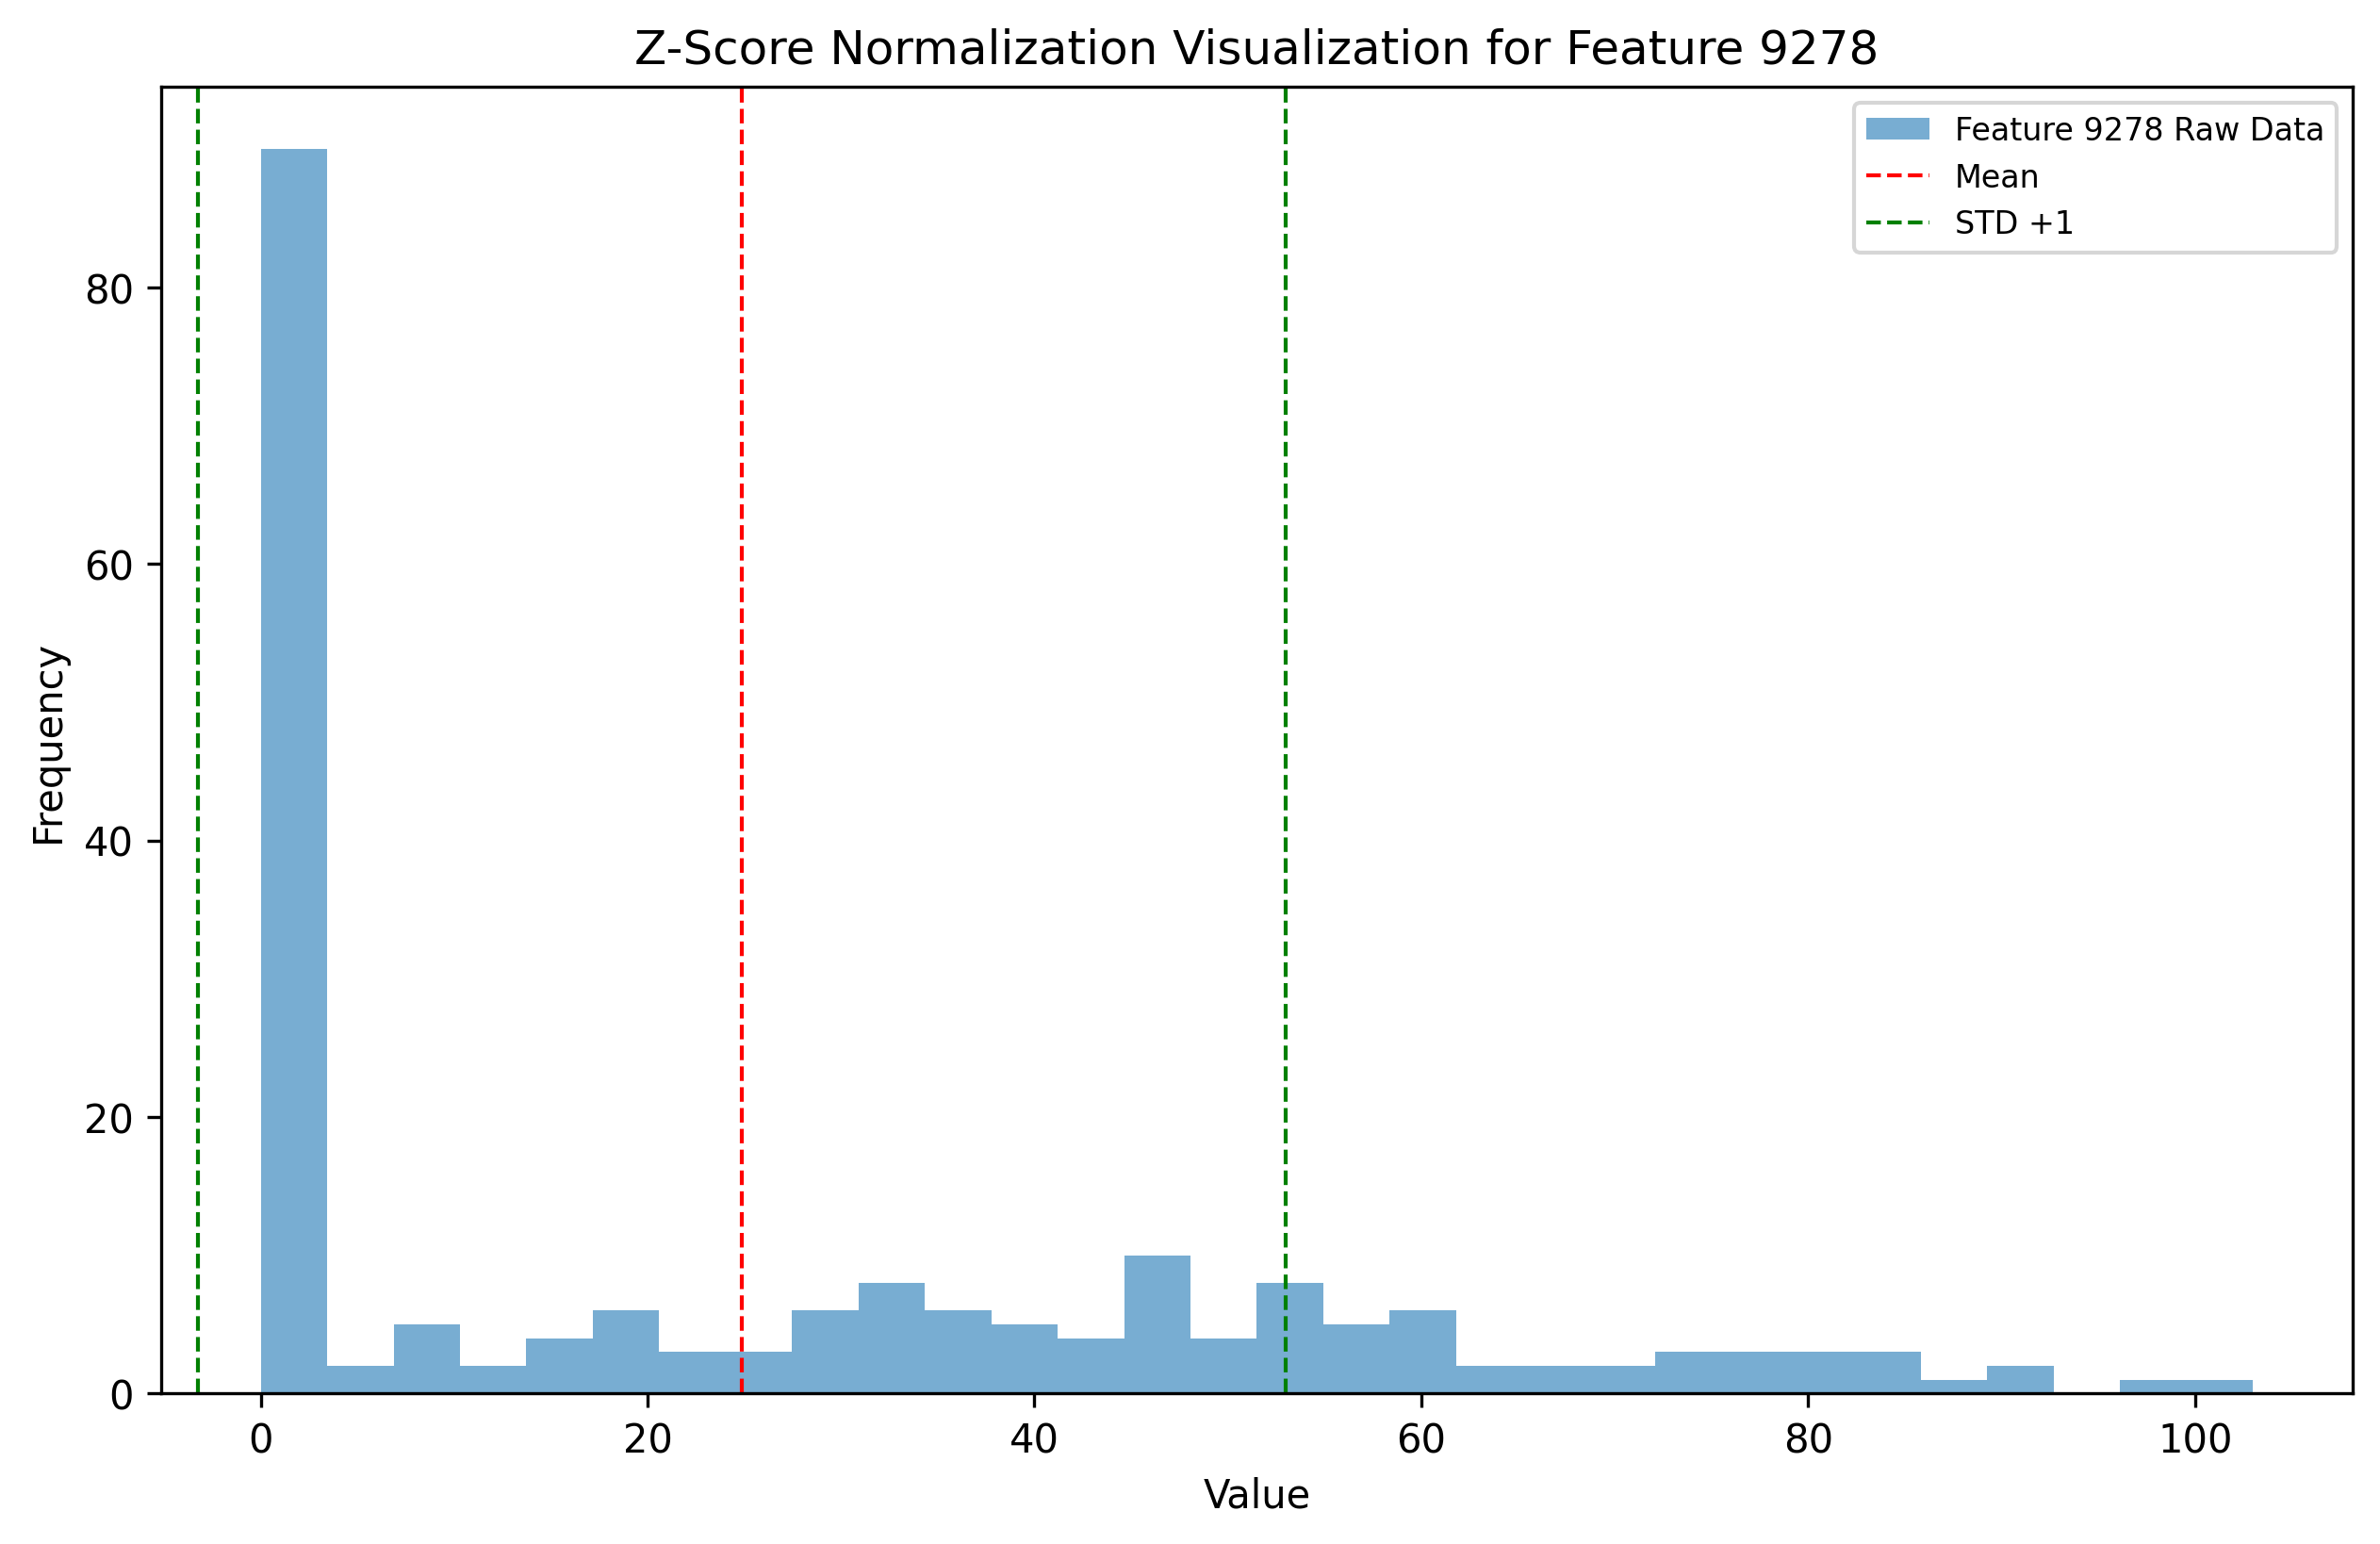 Z-Score Normalization Visualization for Feature 9278
Feature 9278 Raw Data
Mean
STD +1
Frequency
80
60
40
20
0
0 20 40 60 80 100
Value